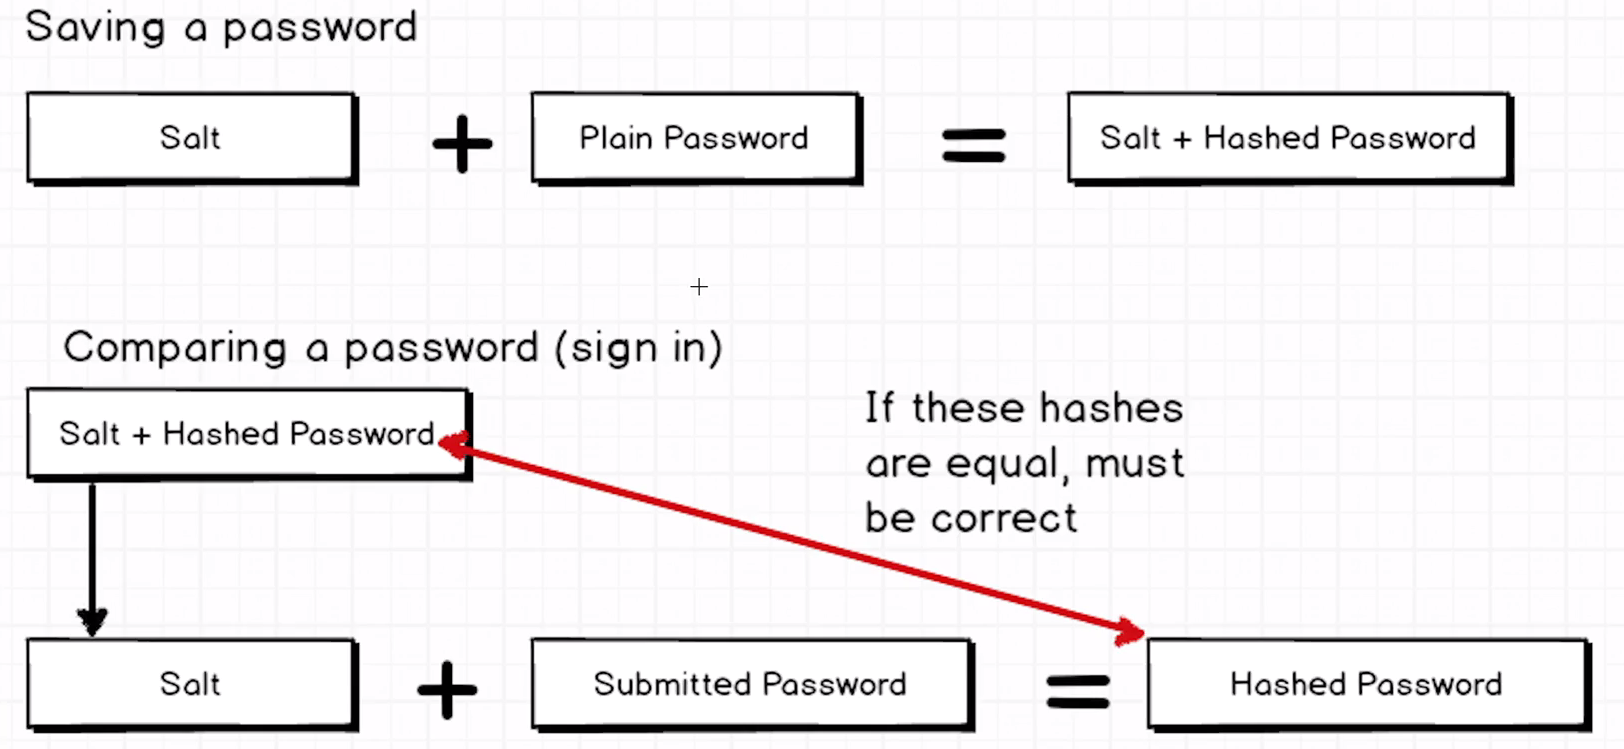 Saving a password
Salt + Plain Password = Salt + Hashed Password
Comparing a password (sign in)
Salt + Hashed Password
If these hashes
are equal, must
be correct
Salt + Submitted Password = Hashed Password